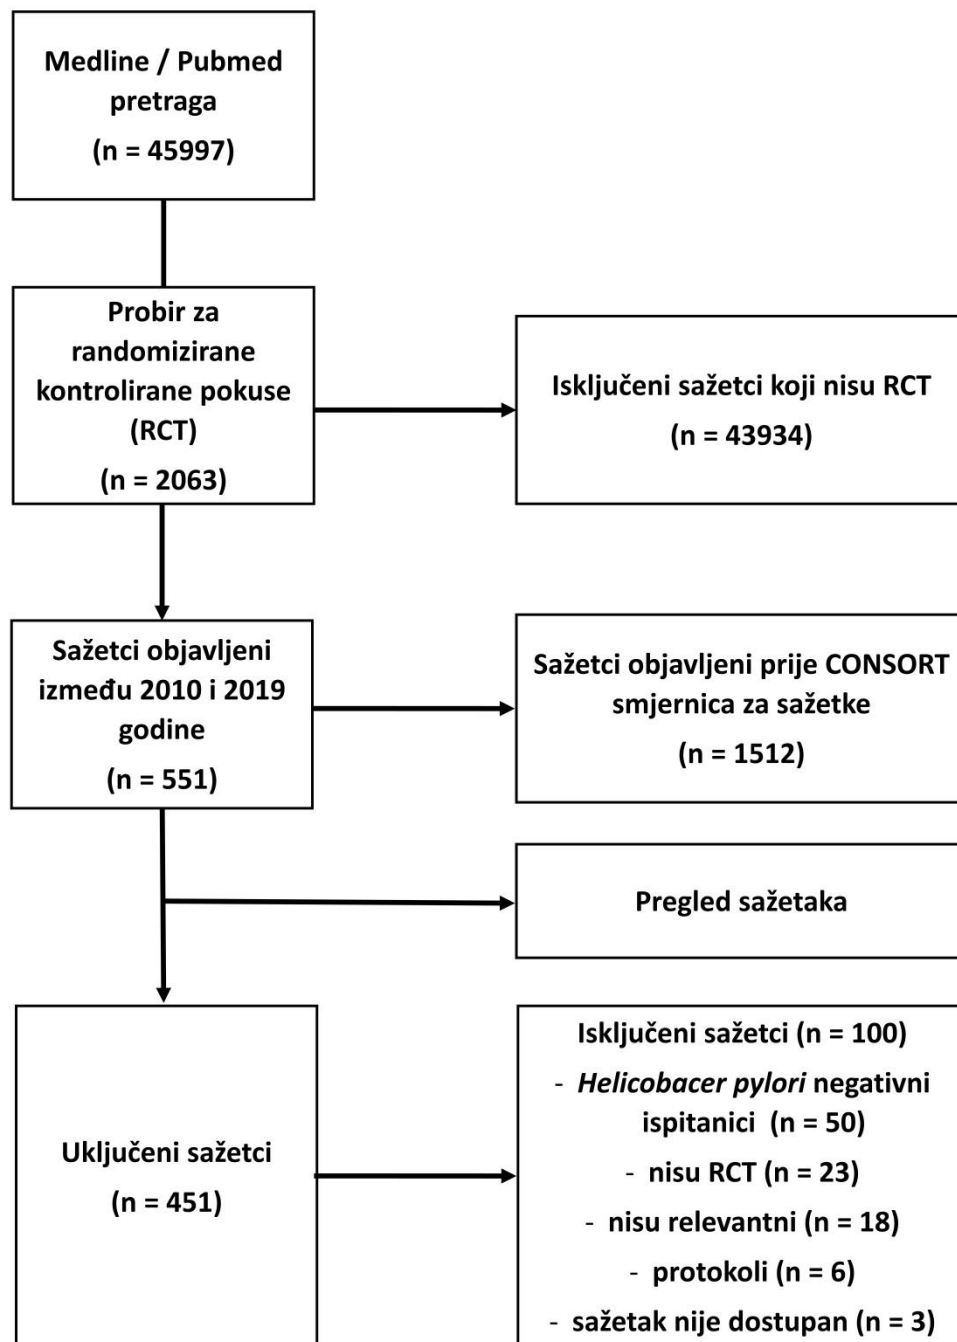 Medline / Pubmed
pretraga
(n = 45997)
Probir za
randomizirane
kontrolirane pokuse
(RCT)
(n = 2063)
Isključeni sažetci koji nisu RCT
(n = 43934)
Sažetci objavljeni
između 2010 i 2019
godine
(n = 551)
Sažetci objavljeni prije CONSORT
smjernica za sažetke
(n = 1512)
Pregled sažetaka
Uključeni sažetci
(n = 451)
Isključeni sažetci (n = 100)
- Helicobacer pylori negativni
ispitanici (n = 50)
- nisu RCT (n = 23)
- nisu relevantni (n = 18)
- protokoli (n = 6)
- sažetak nije dostupan (n = 3)